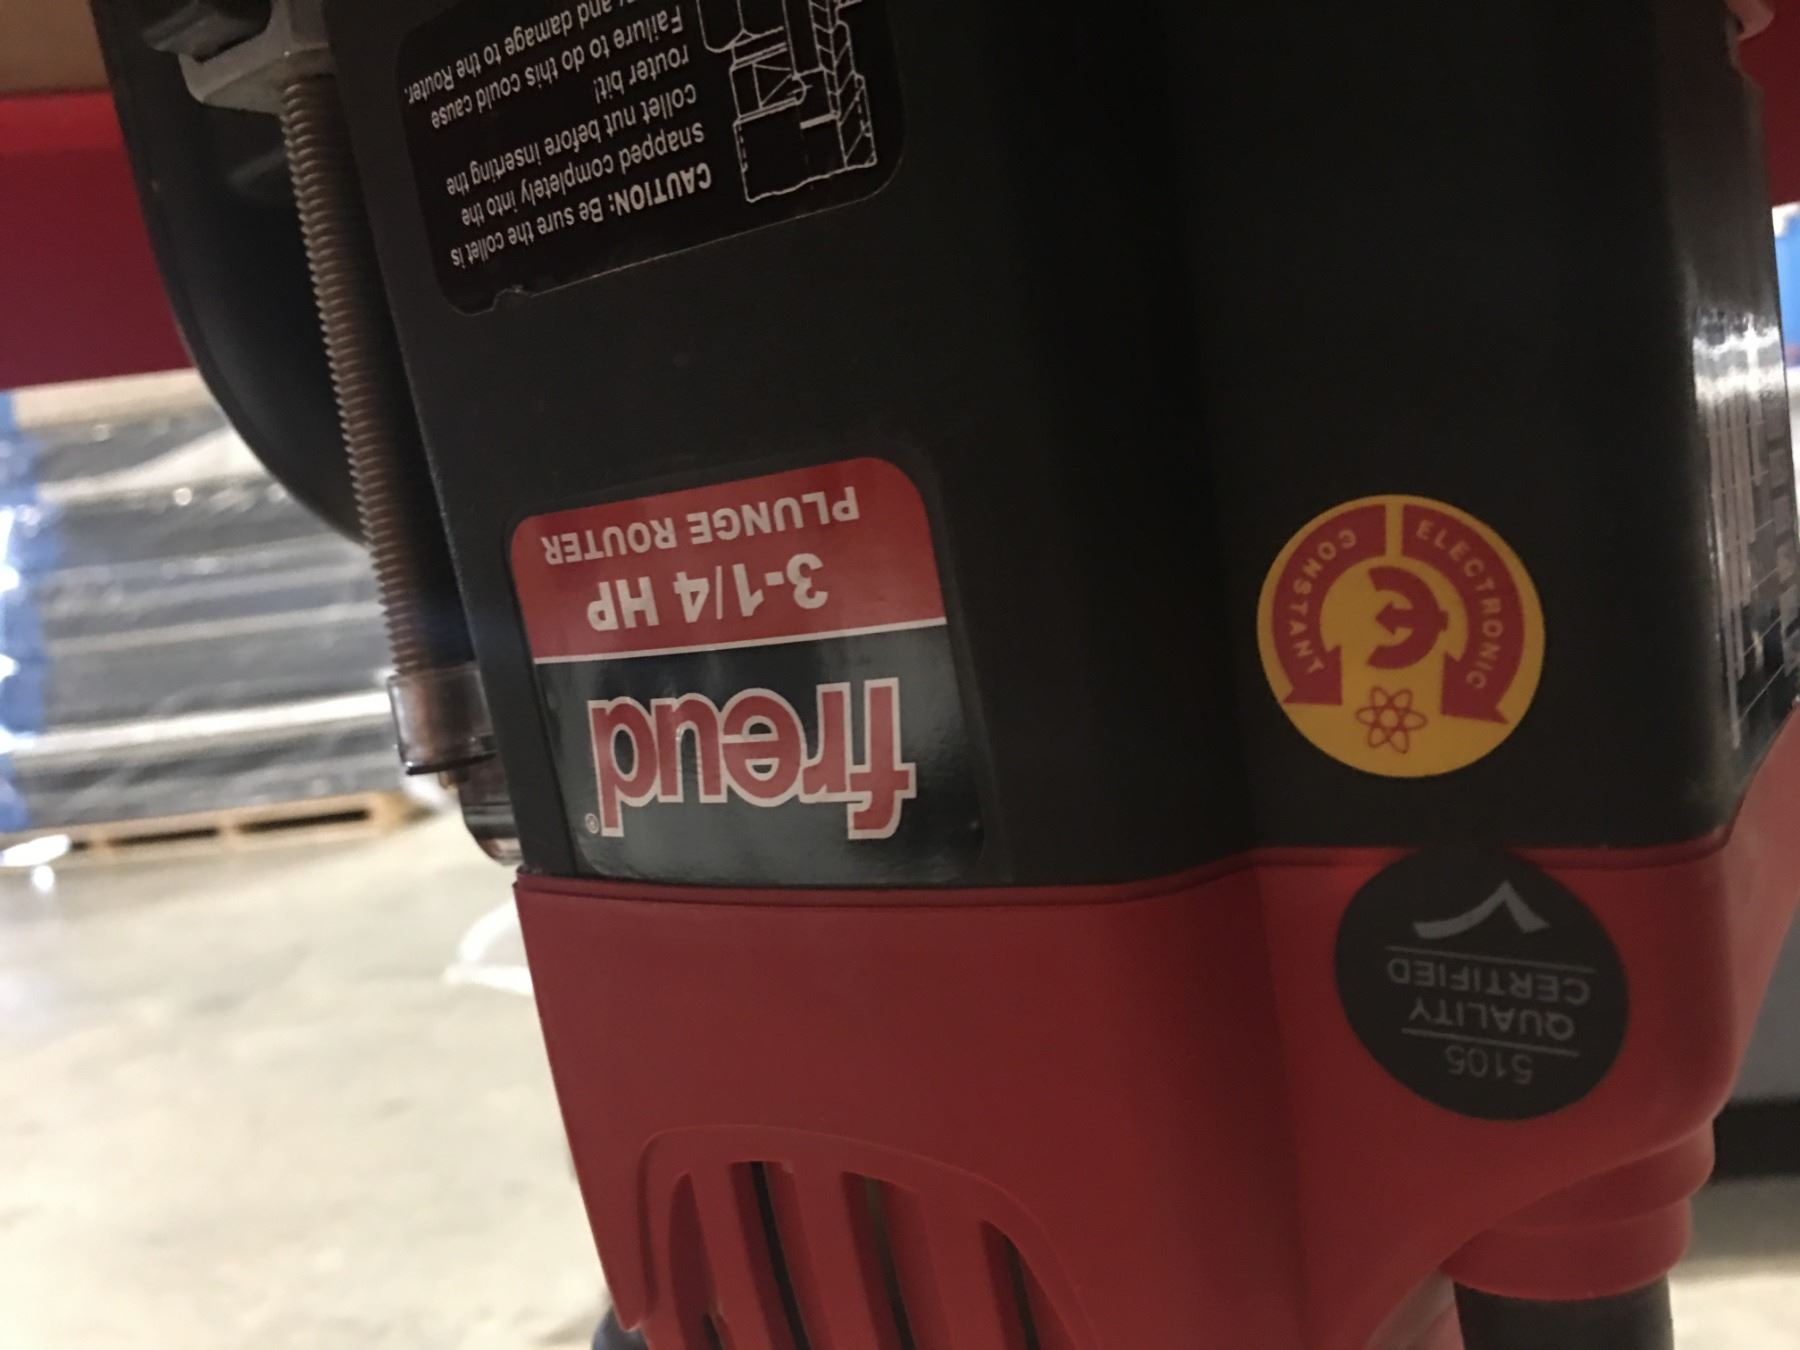 freud®
3-1/4 HP
PLUNGE ROUTER
CONSTANT
ELECTRONIC
5105
QUALITY
CERTIFIED
CAUTION: Be sure the collet is
snapped completely into the
collet nut before inserting the
router bit!
Failure to do this could cause
and damage to the Router.